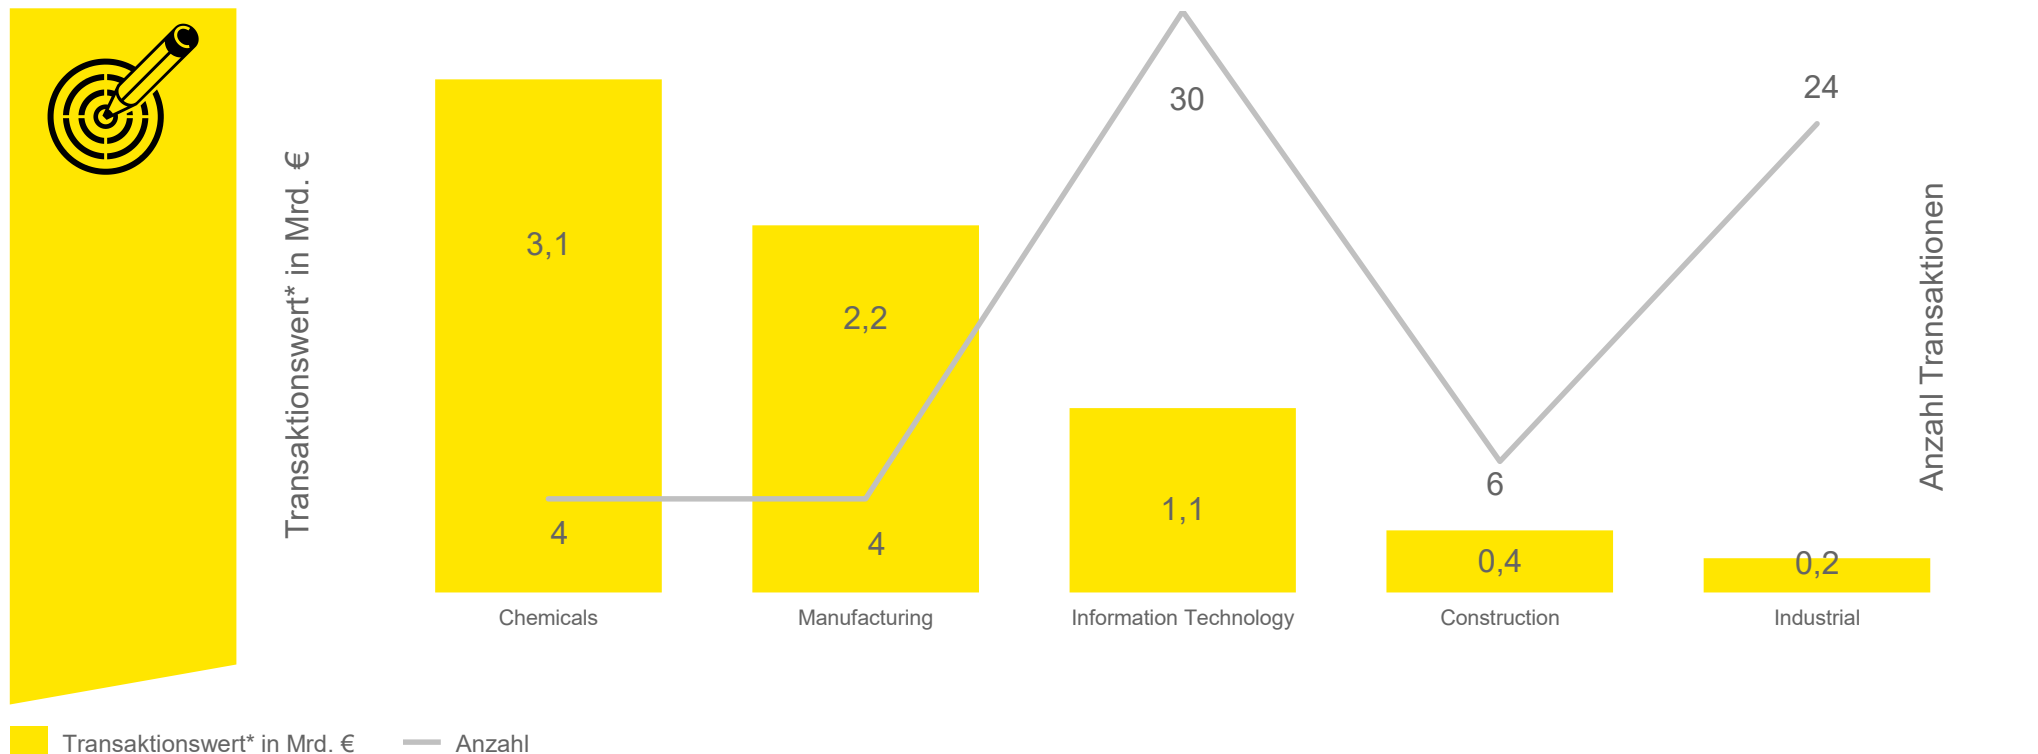 Transaktionswert* in Mrd. €
3,1
2,2
1,1
0,4
0,2
4
4
30
6
24
Anzahl Transaktionen
Chemicals
Manufacturing
Information Technology
Construction
Industrial
Transaktionswert* in Mrd. €
Anzahl